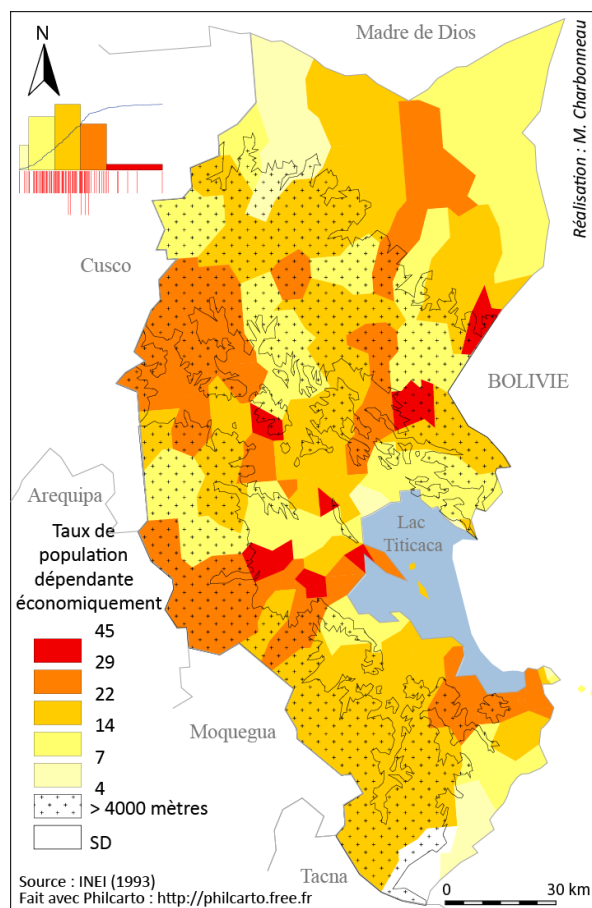 Madre de Dios
N
Réalisation : M. Charbonneau
Cusco
BOLIVIE
Arequipa
Lac
Titicaca
Taux de
population
dépendante
économiquement
45
29
22
14
7
4
> 4000 mètres
SD
Moquegua
Tacna
Source : INEI (1993)
Fait avec Philcarto : http://philcarto.free.fr
0 30 km